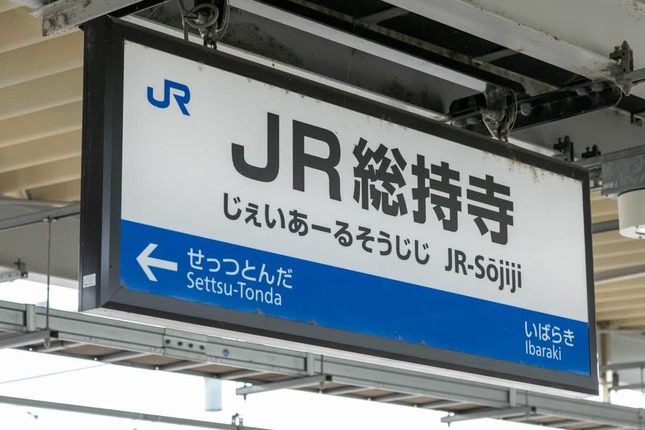 JR
JR総持寺
じぇいあーるそうじじ JR-Sōjiji
← せっつとんだ
Settsu-Tonda
いばらき
Ibaraki